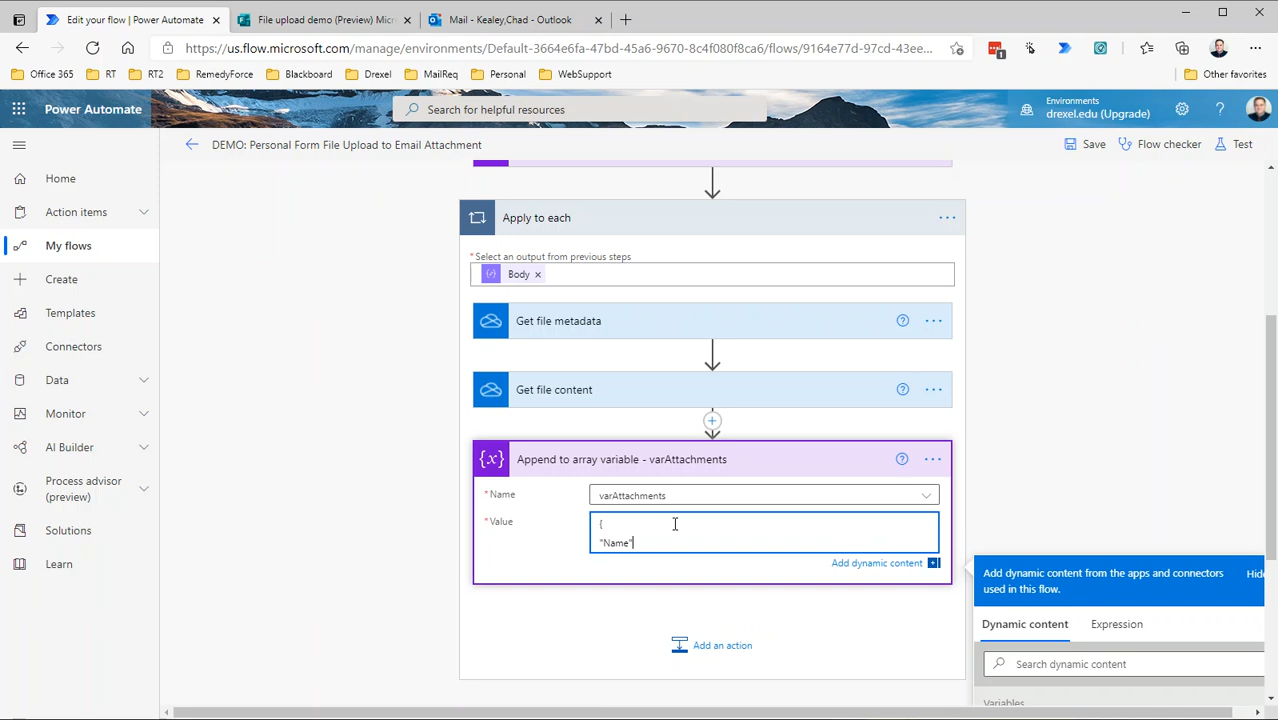 Edit your flow | Power Automate
File upload demo (Preview) Micr
Mail - Kealey,Chad - Outlook
https://us.flow.microsoft.com/manage/environments/Default-3664e6fa-47bd-45a6-9670-8c4f080f8ca6/flows/9164e77d-97cd-43ee...
1
Office 365
RT
RT2
RemedyForce
Blackboard
Drexel
MailReq
Personal
WebSupport
Other favorites
Power Automate
Search for helpful resources
Environments
drexel.edu (Upgrade)
DEMO: Personal Form File Upload to Email Attachment
Save
Flow checker
Test
Home
Action items
My flows
Create
Templates
Connectors
Data
Monitor
AI Builder
Process advisor
(preview)
Solutions
Learn
Apply to each
*Select an output from previous steps
Body
Get file metadata
Get file content
{x} Append to array variable - varAttachments
* Name
varAttachments
* Value
{
"Name"
Add dynamic content
Add an action
Add dynamic content from the apps and connectors
used in this flow.
Hide
Dynamic content
Expression
Search dynamic content
Variables